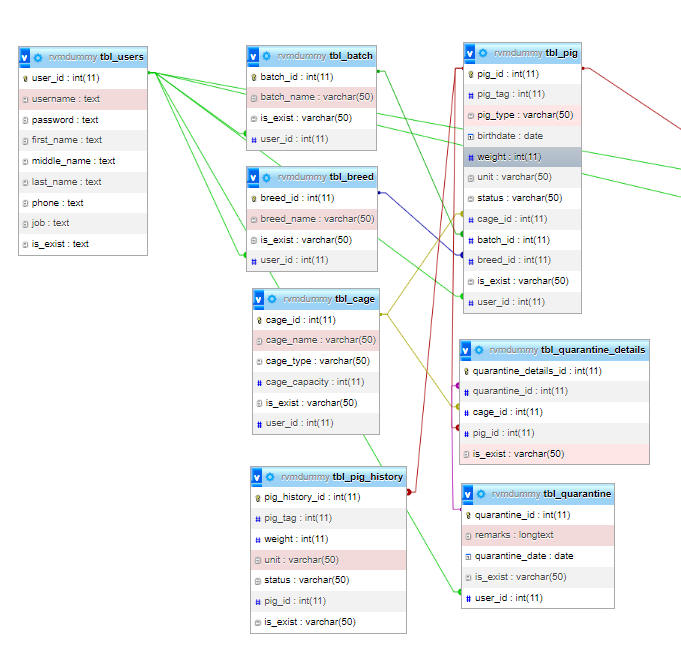 rvmdummy tbl_users
user_id : int(11)
username : text
password : text
first_name : text
middle_name : text
last_name : text
phone : text
job : text
is_exist : text
rvmdummy tbl_batch
batch_id : int(11)
batch_name : varchar(50)
is_exist : varchar(50)
user_id : int(11)
rvmdummy tbl_breed
breed_id : int(11)
breed_name : varchar(50)
is_exist : varchar(50)
user_id : int(11)
rvmdummy tbl_cage
cage_id : int(11)
cage_name : varchar(50)
cage_type : varchar(50)
cage_capacity : int(11)
is_exist : varchar(50)
user_id : int(11)
rvmdummy tbl_pig_history
pig_history_id : int(11)
pig_tag : int(11)
weight : int(11)
unit : varchar(50)
status : varchar(50)
pig_id : int(11)
is_exist : varchar(50)
rvmdummy tbl_pig
pig_id : int(11)
pig_tag : int(11)
pig_type : varchar(50)
birthdate : date
weight : int(11)
unit : varchar(50)
status : varchar(50)
cage_id : int(11)
batch_id : int(11)
breed_id : int(11)
is_exist : varchar(50)
user_id : int(11)
rvmdummy tbl_quarantine_details
quarantine_details_id : int(11)
quarantine_id : int(11)
cage_id : int(11)
pig_id : int(11)
is_exist : varchar(50)
rvmdummy tbl_quarantine
quarantine_id : int(11)
remarks : longtext
quarantine_date : date
is_exist : varchar(50)
user_id : int(11)